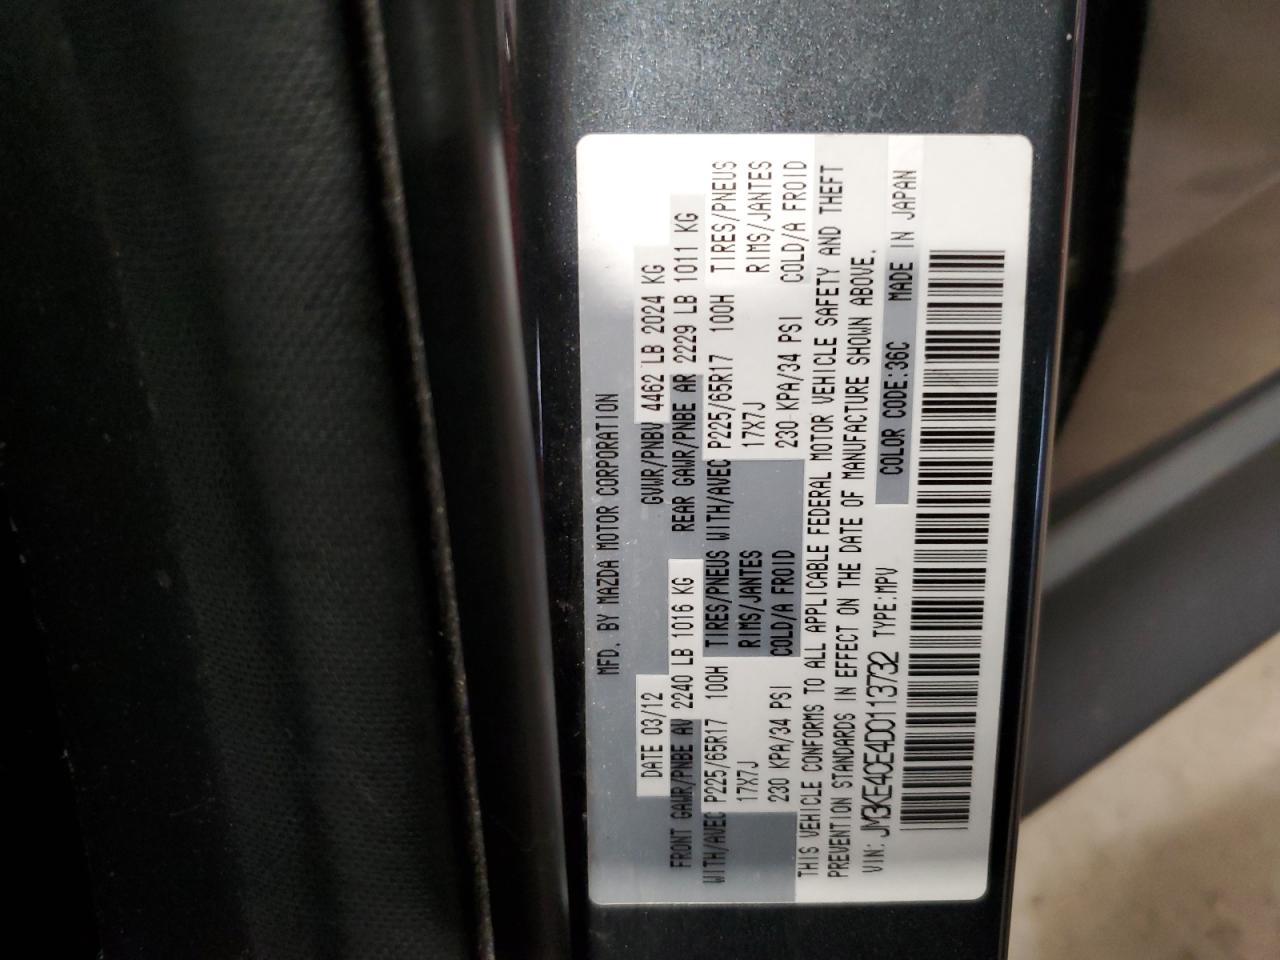 MFD. BY MAZDA MOTOR CORPORATION
DATE 03/12 GVWR/PNBV 4462 LB 2024 KG
FRONT GAWR/PNBE AV 2240 LB 1016 KG REAR GAWR/PNBE AR 2229 LB 1011 KG
WITH/AVEC P225/65R17 100H TIRES/PNEUS WITH/AVEC P225/65R17 100H TIRES/PNEUS
17X7J RIMS/JANTES 17X7J RIMS/JANTES
230 KPA/34 PSI COLD/A FROID 230 KPA/34 PSI COLD/A FROID
THIS VEHICLE CONFORMS TO ALL APPLICABLE FEDERAL MOTOR VEHICLE SAFETY AND THEFT
PREVENTION STANDARDS IN EFFECT ON THE DATE OF MANUFACTURE SHOWN ABOVE.
VIN: JM3KE4CE4D0113732 TYPE:MPV COLOR CODE:36C MADE IN JAPAN